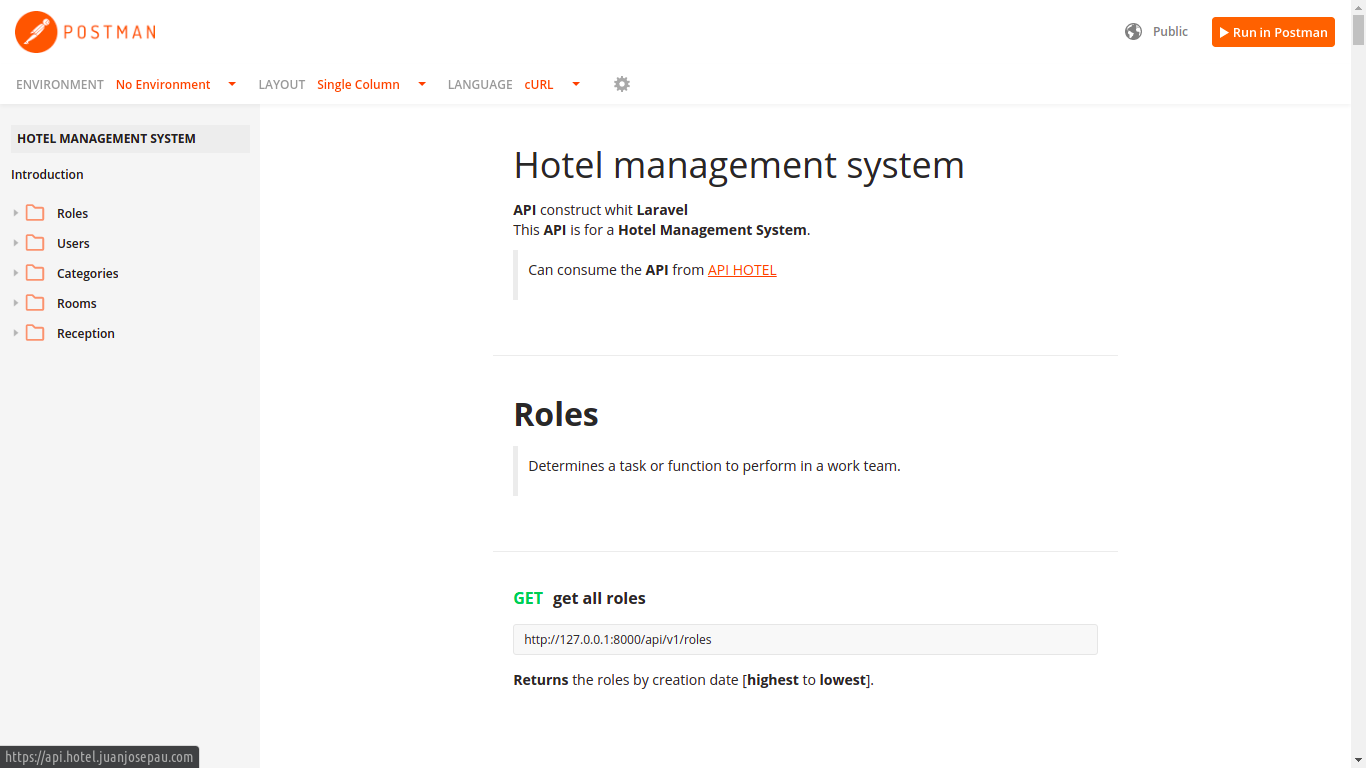 POSTMAN
Public
Run in Postman
ENVIRONMENT No Environment LAYOUT Single Column LANGUAGE cURL
HOTEL MANAGEMENT SYSTEM
Introduction
Roles
Users
Categories
Rooms
Reception
Hotel management system
API construct whit Laravel
This API is for a Hotel Management System.
Can consume the API from API HOTEL
Roles
Determines a task or function to perform in a work team.
GET get all roles
http://127.0.0.1:8000/api/v1/roles
Returns the roles by creation date [highest to lowest].
https://api.hotel.juanjosepau.com